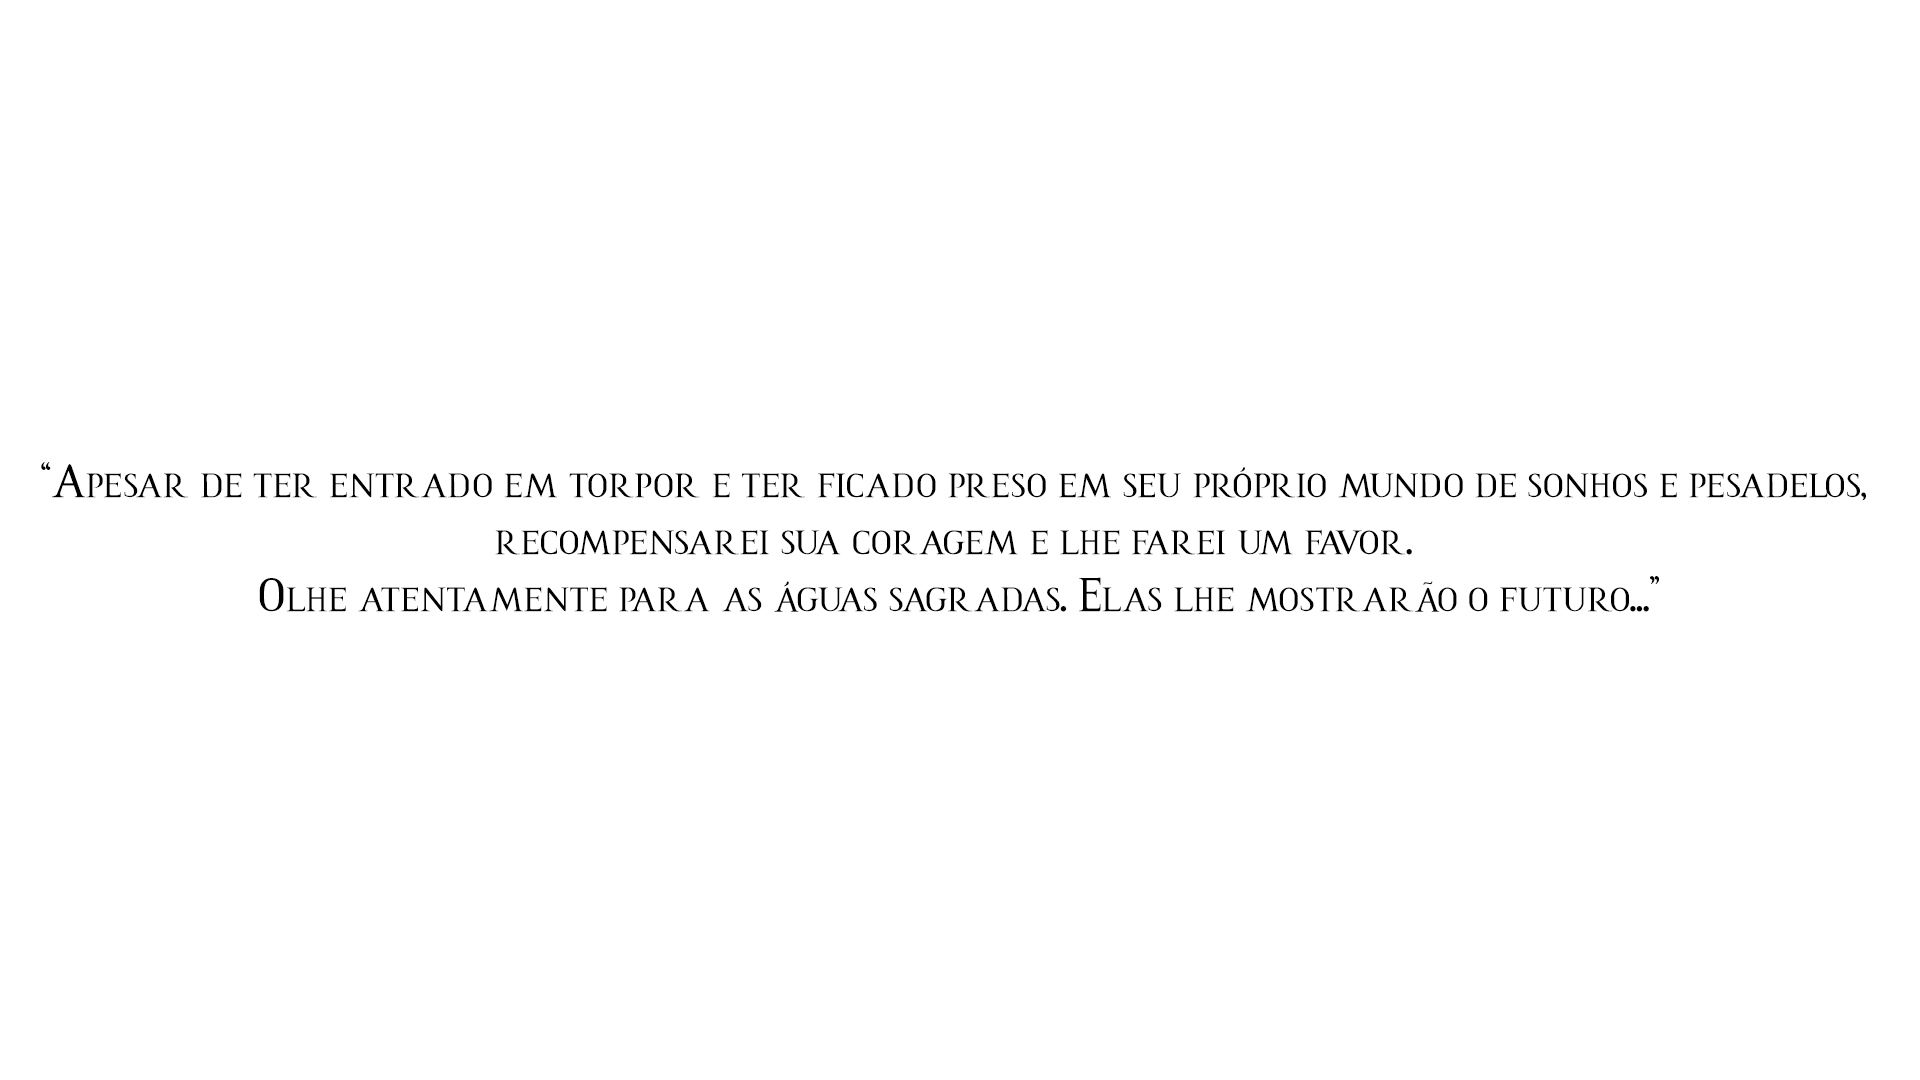 “Apesar de ter entrado em torpor e ter ficado preso em seu próprio mundo de sonhos e pesadelos,
recompensarei sua coragem e lhe farei um favor.
Olhe atentamente para as águas sagradas. Elas lhe mostrarão o futuro...”